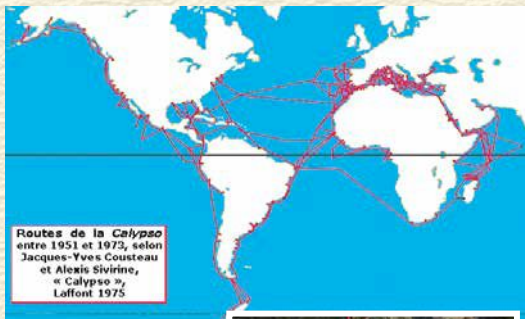 Routes de la Calypso
entre 1951 et 1973, selon
Jacques-Yves Cousteau
et Alexis Sivirine,
« Calypso »,
Laffont 1975